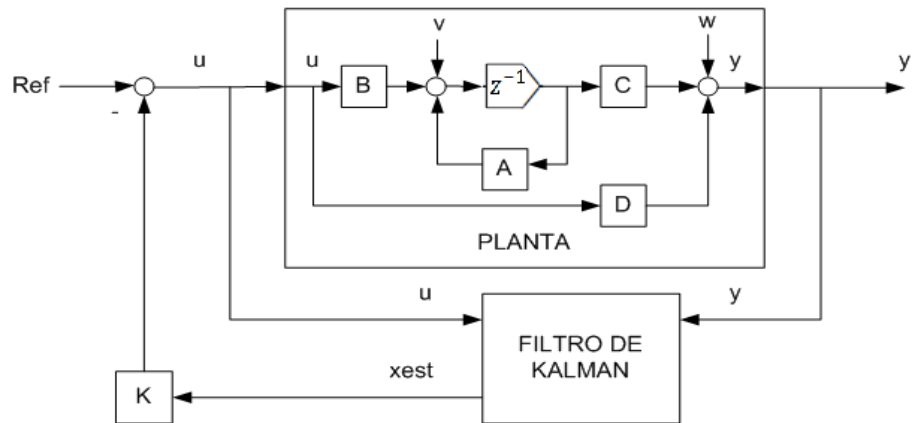 v
w
Ref
u
u
B
z⁻¹
C
y
y
-
A
D
PLANTA
u
y
FILTRO DE
KALMAN
xest
K